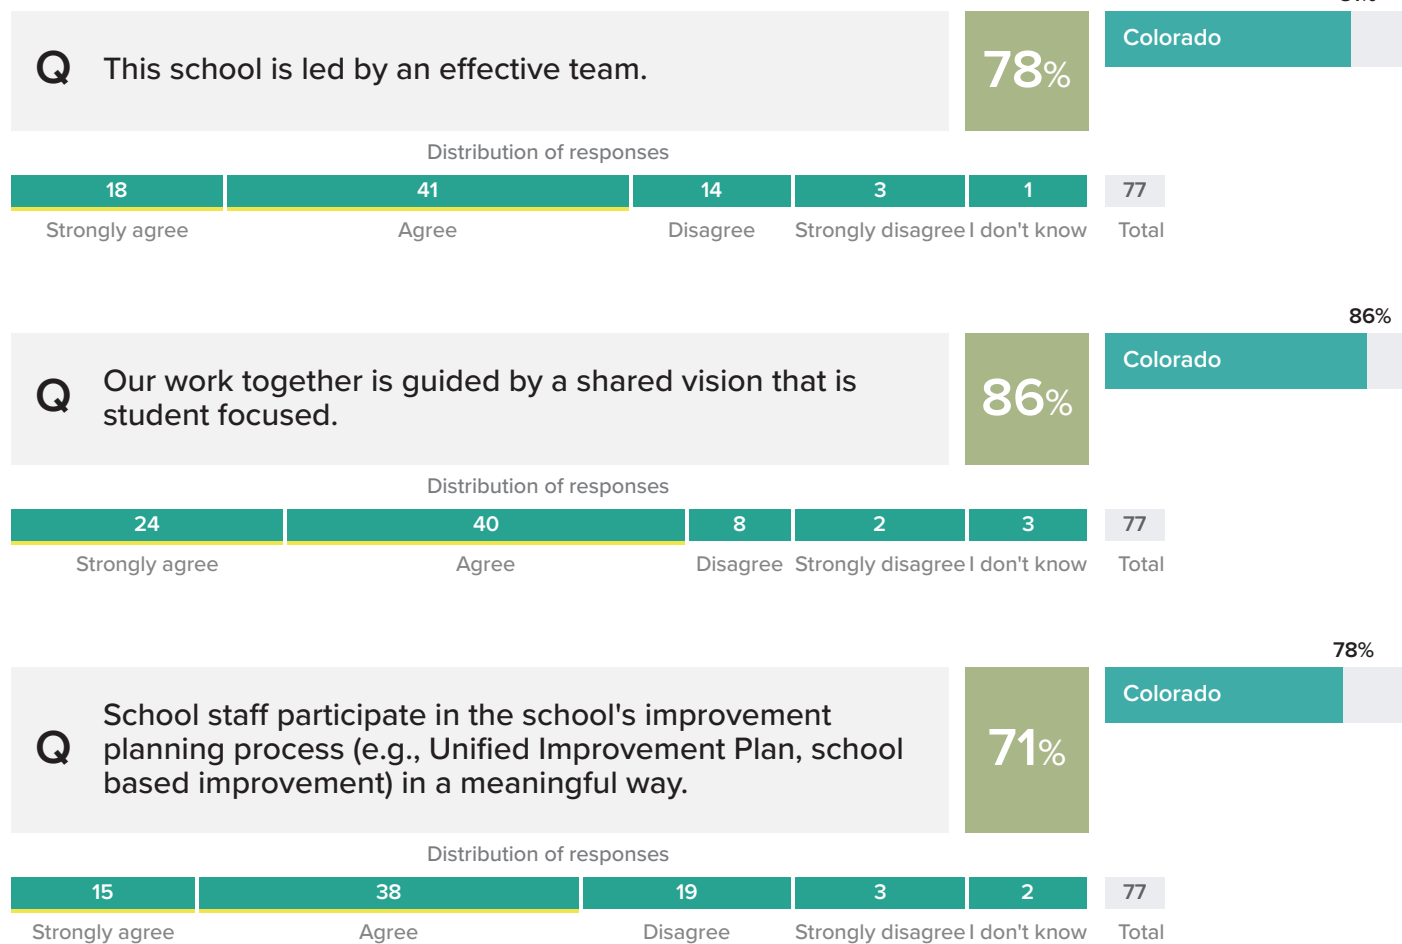 Q This school is led by an effective team.
78%
Colorado
Distribution of responses
18 41 14 3 1 77
Strongly agree Agree Disagree Strongly disagree I don't know Total
86%
Q Our work together is guided by a shared vision that is
student focused.
86%
Colorado
Distribution of responses
24 40 8 2 3 77
Strongly agree Agree Disagree Strongly disagree I don't know Total
78%
Q School staff participate in the school's improvement
planning process (e.g., Unified Improvement Plan, school
based improvement) in a meaningful way.
71%
Colorado
Distribution of responses
15 38 19 3 2 77
Strongly agree Agree Disagree Strongly disagree I don't know Total